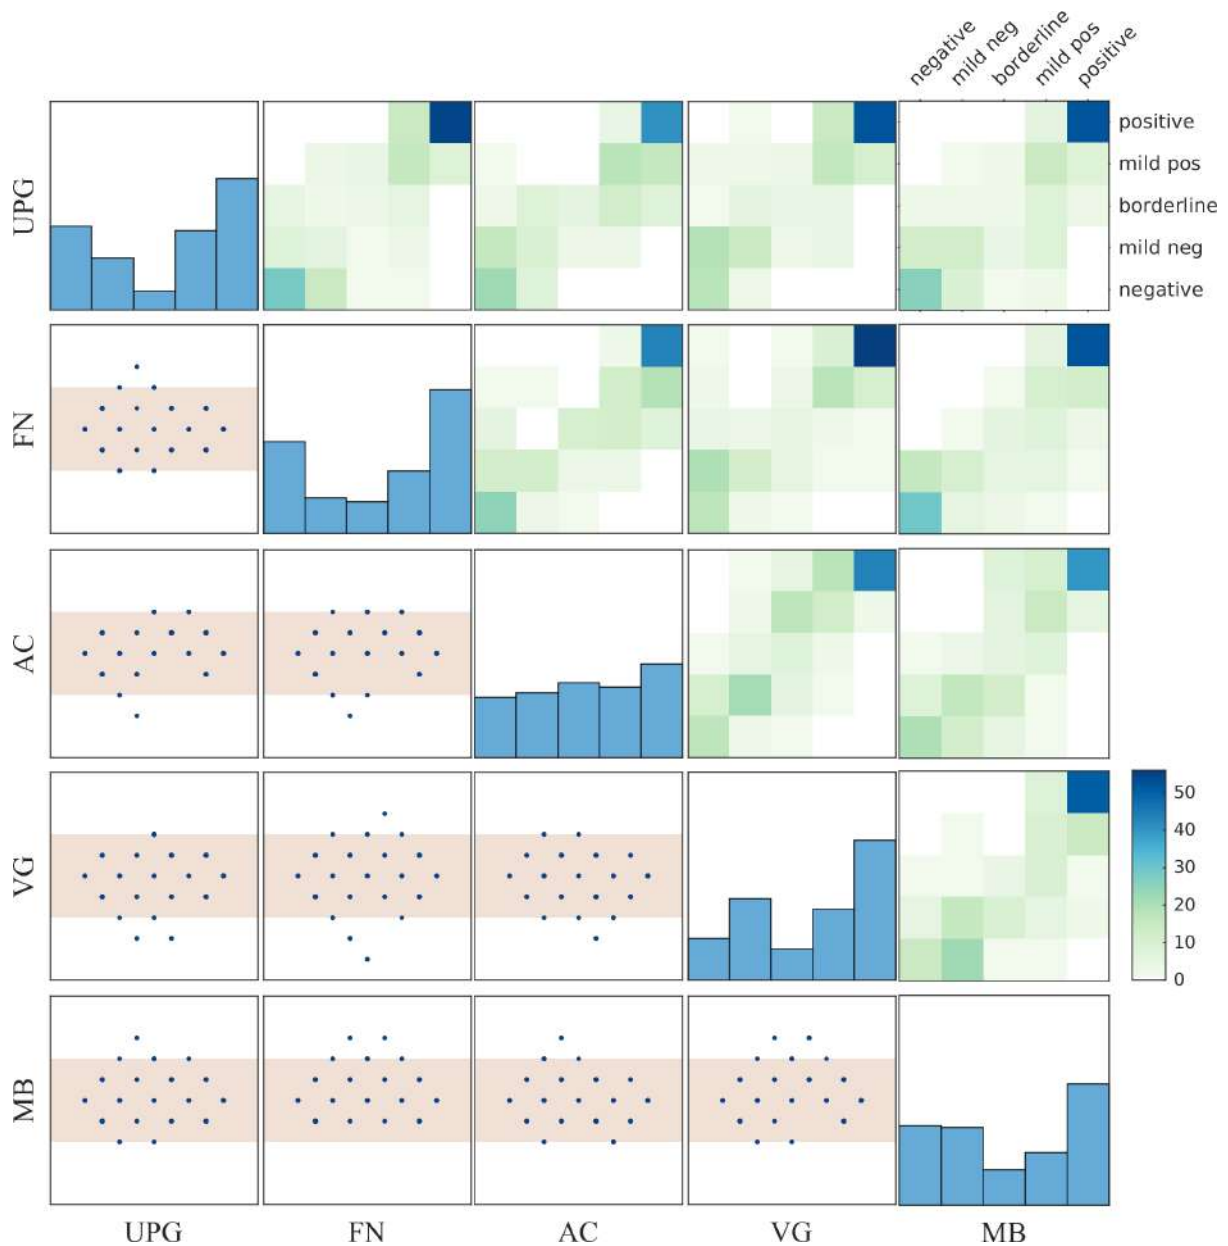 negative
mild neg
borderline
mild pos
positive
UPG
positive
mild pos
borderline
mild neg
negative
FN
AC
VG
50
40
30
20
10
0
MB
UPG FN AC VG MB